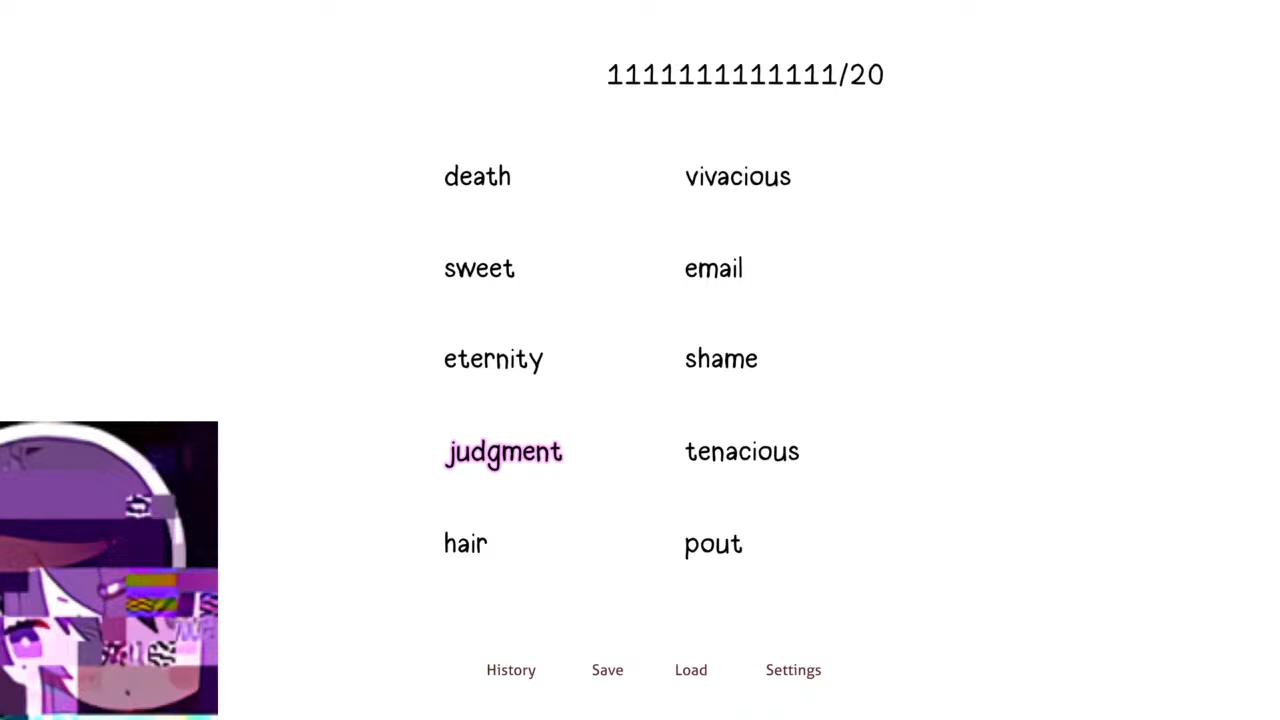 1111111111111/20
death vivacious
sweet email
eternity shame
judgment tenacious
hair pout
History Save Load Settings